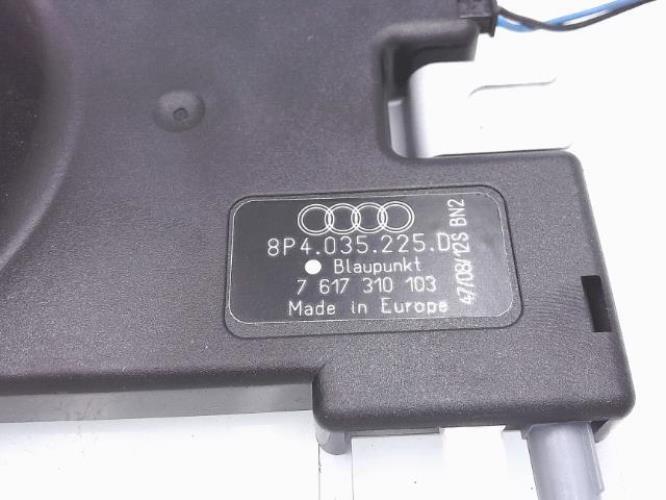 8P4.035.225.D
Blaupunkt
7 617 310 103
Made in Europe
47/08/12S BN2